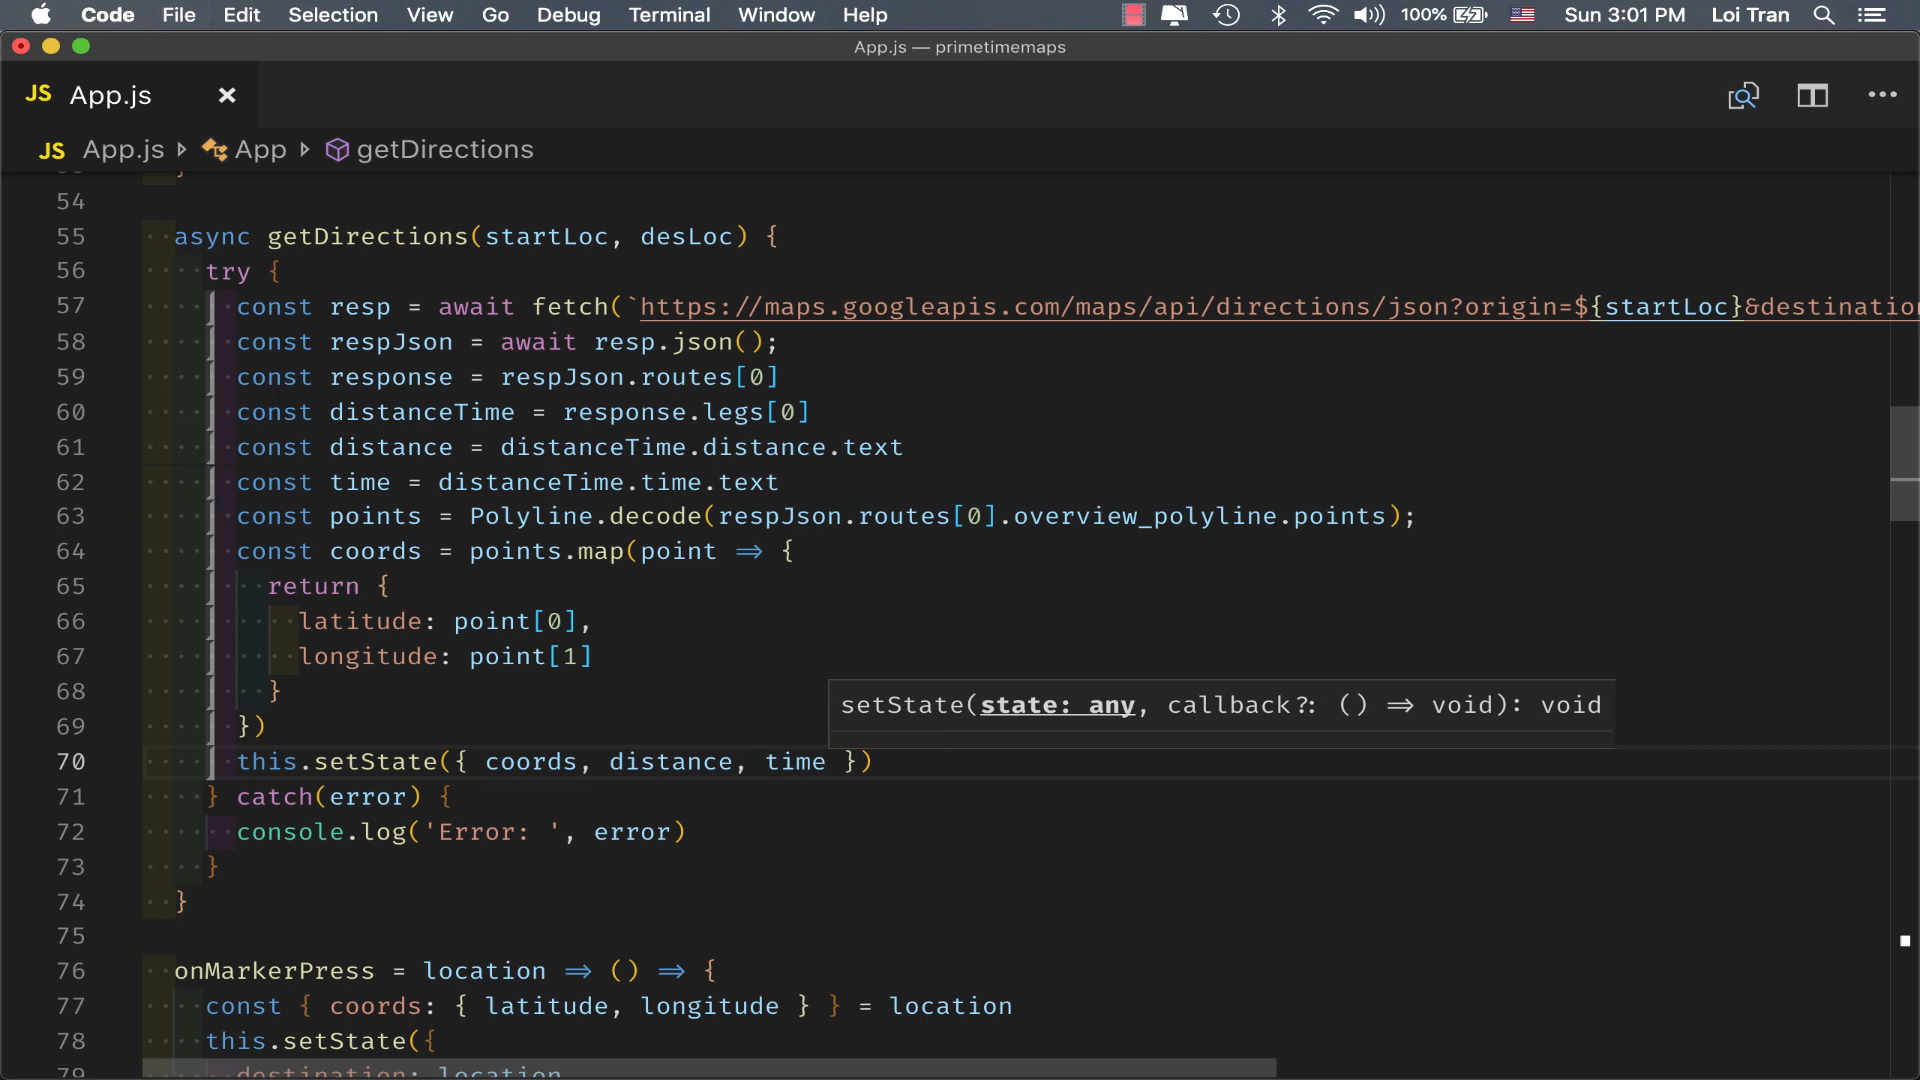 Code File Edit Selection View Go Debug Terminal Window Help 100% Sun 3:01 PM Loi Tran
App.js — primetimemaps
JS App.js
JS App.js App getDirections
54
55 async getDirections(startLoc, desLoc) {
56 try {
57 const resp = await fetch(`https://maps.googleapis.com/maps/api/directions/json?origin=${startLoc}&destination
58 const respJson = await resp.json();
59 const response = respJson.routes[0]
60 const distanceTime = response.legs[0]
61 const distance = distanceTime.distance.text
62 const time = distanceTime.time.text
63 const points = Polyline.decode(respJson.routes[0].overview_polyline.points);
64 const coords = points.map(point => {
65 return {
66 latitude: point[0],
67 longitude: point[1]
68 }
setState(state: any, callback?: () => void): void
69 })
70 this.setState({ coords, distance, time })
71 } catch(error) {
72 console.log('Error: ', error)
73 }
74 }
75
76 onMarkerPress = location => () => {
77 const { coords: { latitude, longitude } } = location
78 this.setState({
79 destination: location